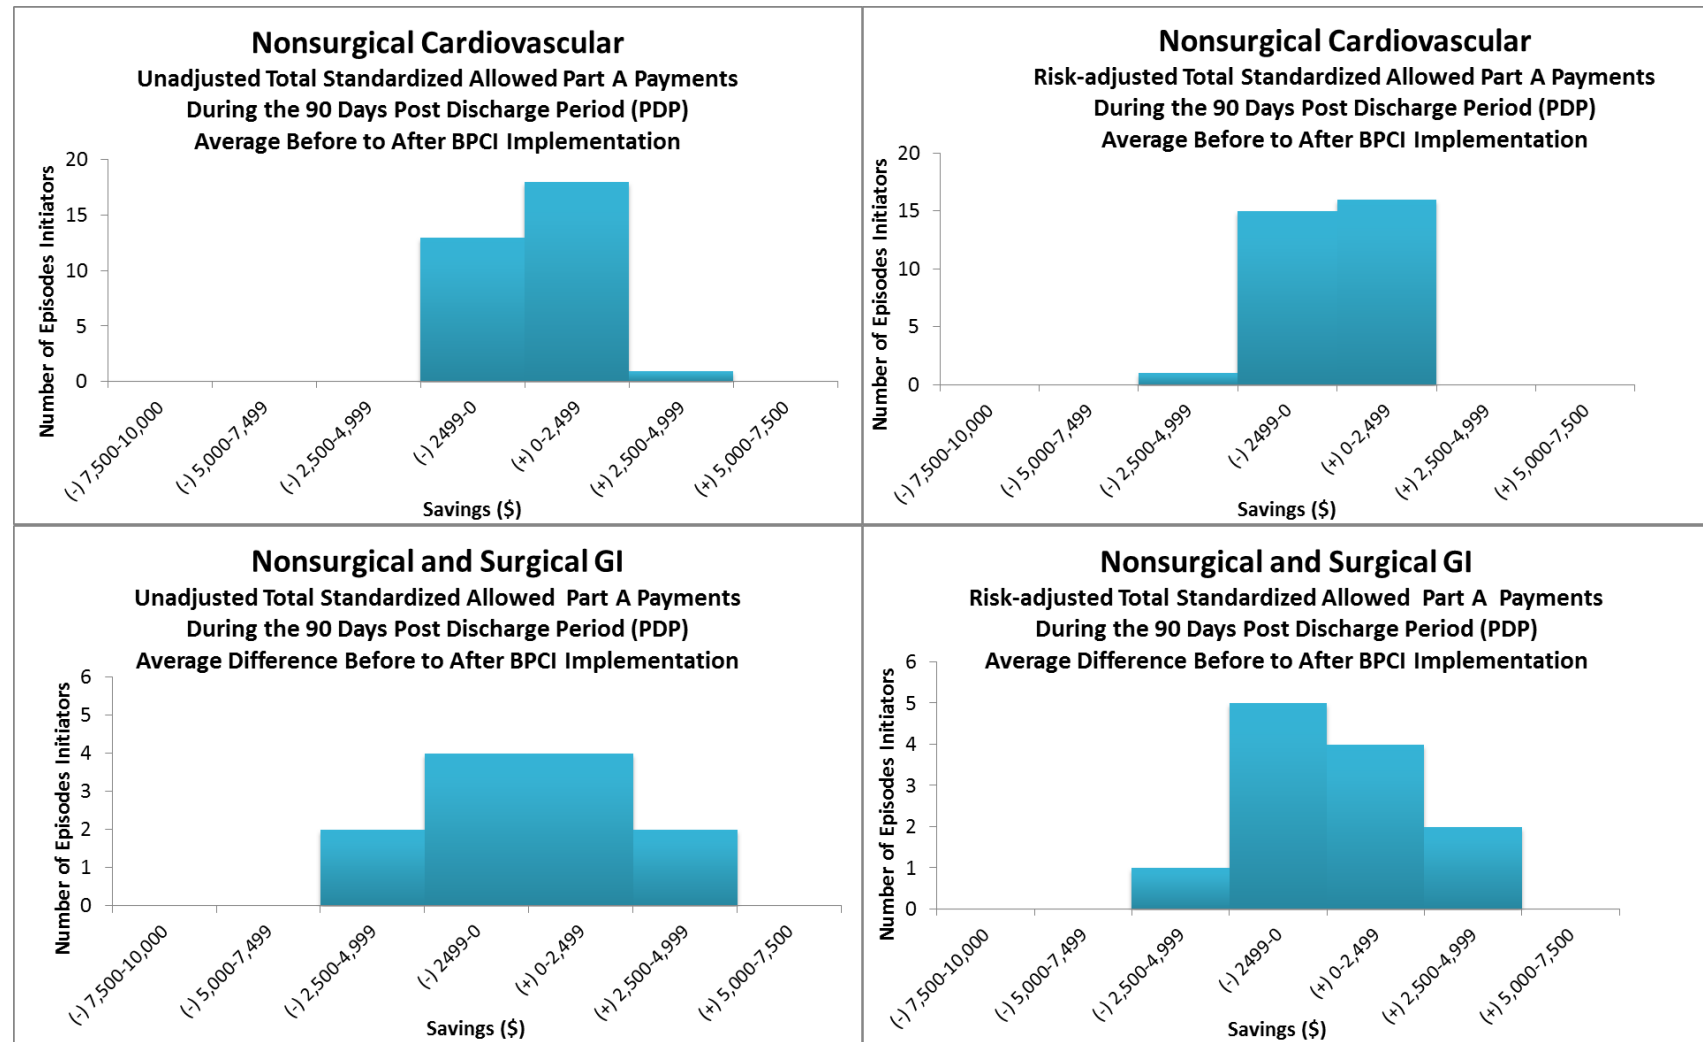 Nonsurgical Cardiovascular
Unadjusted Total Standardized Allowed Part A Payments
During the 90 Days Post Discharge Period (PDP)
Average Before to After BPCI Implementation
Number of Episodes Initiators
20
15
10
5
0
(-) 7,500-10,000
(-) 5,000-7,499
(-) 2,500-4,999
(-) 2499-0
(+) 0-2,499
(+) 2,500-4,999
(+) 5,000-7,500
Savings ($)
Nonsurgical Cardiovascular
Risk-adjusted Total Standardized Allowed Part A Payments
During the 90 Days Post Discharge Period (PDP)
Average Before to After BPCI Implementation
Number of Episodes Initiators
20
15
10
5
0
(-) 7,500-10,000
(-) 5,000-7,499
(-) 2,500-4,999
(-) 2499-0
(+) 0-2,499
(+) 2,500-4,999
(+) 5,000-7,500
Savings ($)
Nonsurgical and Surgical GI
Unadjusted Total Standardized Allowed Part A Payments
During the 90 Days Post Discharge Period (PDP)
Average Difference Before to After BPCI Implementation
Number of Episodes Initiators
6
5
4
3
2
1
0
(-) 7,500-10,000
(-) 5,000-7,499
(-) 2,500-4,999
(-) 2499-0
(+) 0-2,499
(+) 2,500-4,999
(+) 5,000-7,500
Savings ($)
Nonsurgical and Surgical GI
Risk-adjusted Total Standardized Allowed Part A Payments
During the 90 Days Post Discharge Period (PDP)
Average Difference Before to After BPCI Implementation
Number of Episodes Initiators
6
5
4
3
2
1
0
(-) 7,500-10,000
(-) 5,000-7,499
(-) 2,500-4,999
(-) 2499-0
(+) 0-2,499
(+) 2,500-4,999
(+) 5,000-7,500
Savings ($)